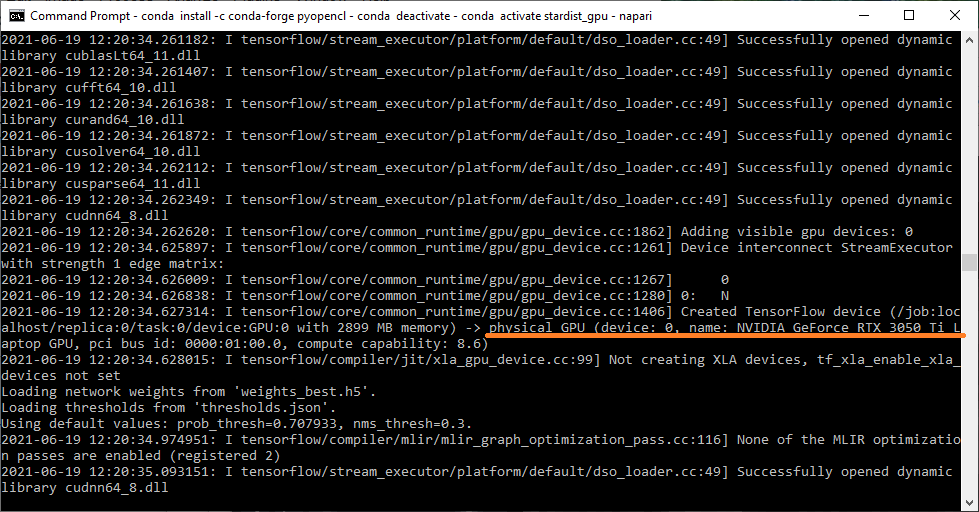 Command Prompt - conda  install -c conda-forge pyopencl - conda  deactivate - conda  activate stardist_gpu - napari
2021-06-19 12:20:34.261182: I tensorflow/stream_executor/platform/default/dso_loader.cc:49] Successfully opened dynamic
library cublasLt64_11.dll
2021-06-19 12:20:34.261407: I tensorflow/stream_executor/platform/default/dso_loader.cc:49] Successfully opened dynamic
library cufft64_10.dll
2021-06-19 12:20:34.261638: I tensorflow/stream_executor/platform/default/dso_loader.cc:49] Successfully opened dynamic
library curand64_10.dll
2021-06-19 12:20:34.261872: I tensorflow/stream_executor/platform/default/dso_loader.cc:49] Successfully opened dynamic
library cusolver64_10.dll
2021-06-19 12:20:34.262112: I tensorflow/stream_executor/platform/default/dso_loader.cc:49] Successfully opened dynamic
library cusparse64_11.dll
2021-06-19 12:20:34.262349: I tensorflow/stream_executor/platform/default/dso_loader.cc:49] Successfully opened dynamic
library cudnn64_8.dll
2021-06-19 12:20:34.262620: I tensorflow/core/common_runtime/gpu/gpu_device.cc:1862] Adding visible gpu devices: 0
2021-06-19 12:20:34.625897: I tensorflow/core/common_runtime/gpu/gpu_device.cc:1261] Device interconnect StreamExecutor
with strength 1 edge matrix:
2021-06-19 12:20:34.626009: I tensorflow/core/common_runtime/gpu/gpu_device.cc:1267]      0
2021-06-19 12:20:34.626838: I tensorflow/core/common_runtime/gpu/gpu_device.cc:1280] 0:   N
2021-06-19 12:20:34.627314: I tensorflow/core/common_runtime/gpu/gpu_device.cc:1406] Created TensorFlow device (/job:loc
alhost/replica:0/task:0/device:GPU:0 with 2899 MB memory) -> physical GPU (device: 0, name: NVIDIA GeForce RTX 3050 Ti L
aptop GPU, pci bus id: 0000:01:00.0, compute capability: 8.6)
2021-06-19 12:20:34.628015: I tensorflow/compiler/jit/xla_gpu_device.cc:99] Not creating XLA devices, tf_xla_enable_xla_
devices not set
Loading network weights from 'weights_best.h5'.
Loading thresholds from 'thresholds.json'.
Using default values: prob_thresh=0.707933, nms_thresh=0.3.
2021-06-19 12:20:34.974951: I tensorflow/compiler/mlir/mlir_graph_optimization_pass.cc:116] None of the MLIR optimizatio
n passes are enabled (registered 2)
2021-06-19 12:20:35.093151: I tensorflow/stream_executor/platform/default/dso_loader.cc:49] Successfully opened dynamic
library cudnn64_8.dll